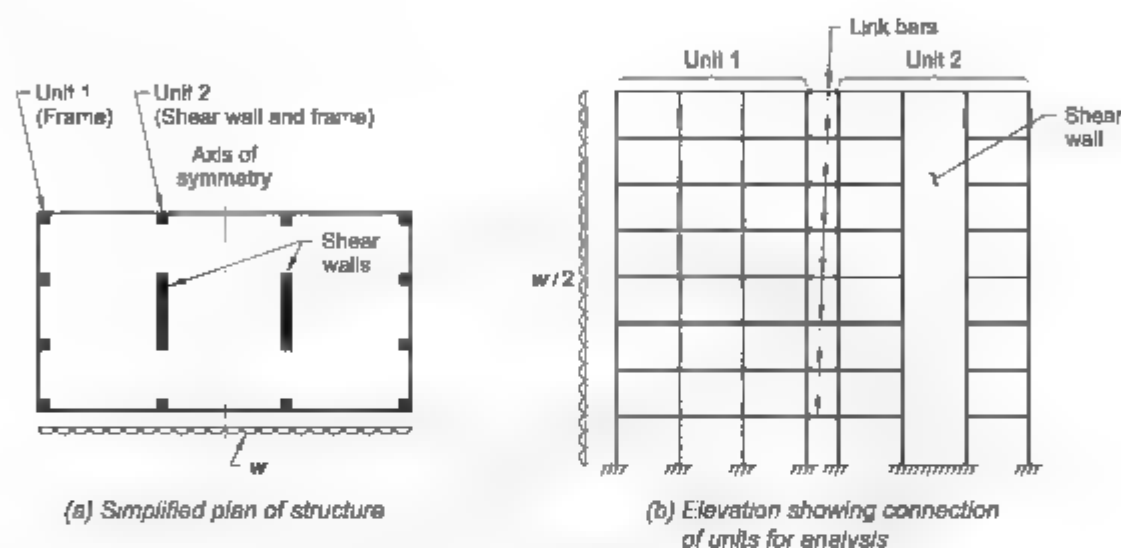 Unit 1
(Frame)
Unit 2
(Shear wall and frame)
Axis of
symmetry
Shear
walls
w
(a) Simplified plan of structure
Link bars
Unit 1
Unit 2
Shear
wall
w / 2
(b) Elevation showing connection
of units for analysis